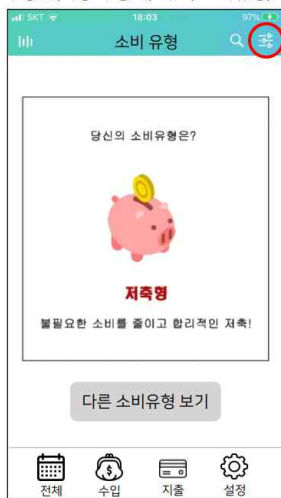 SKT 18:03 97%
소비 유형
당신의 소비유형은?
저축형
불필요한 소비를 줄이고 합리적인 저축!
다른 소비유형 보기
전체 수입 지출 설정